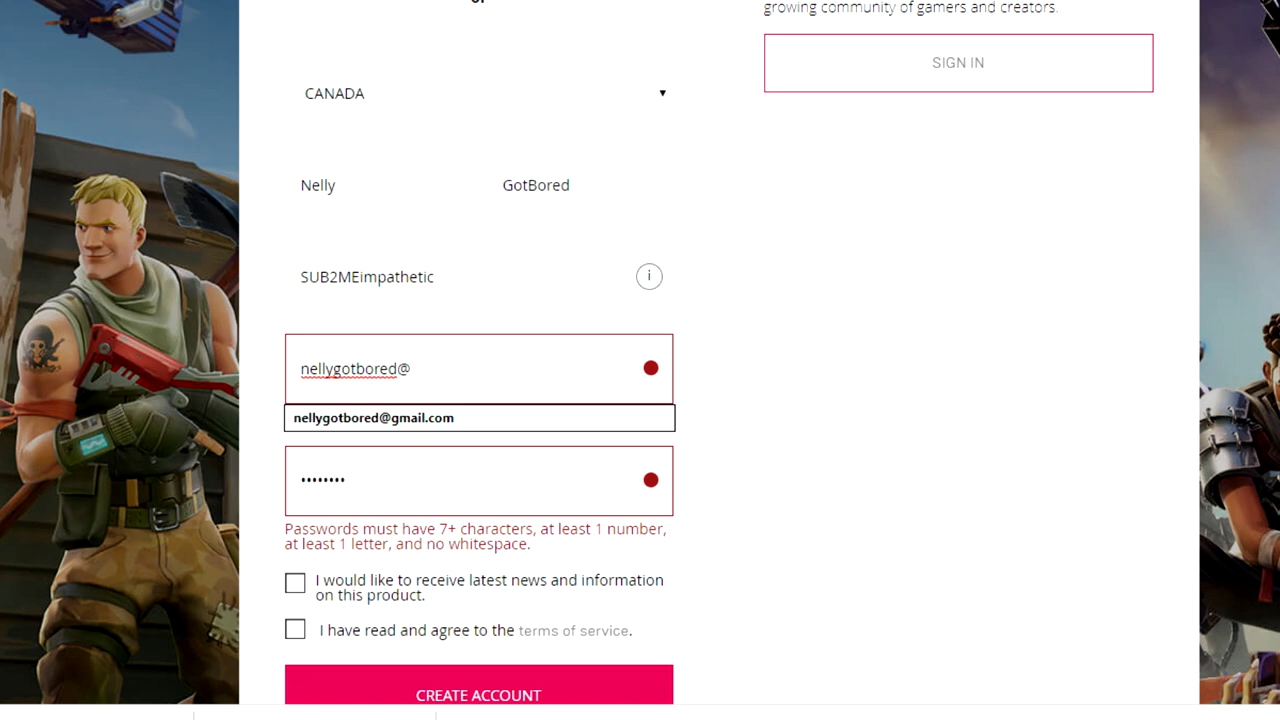 growing community of gamers and creators.
SIGN IN
CANADA
Nelly GotBored
SUB2MEimpathetic
i
nellygotbored@
nellygotbored@gmail.com
••••••••
Passwords must have 7+ characters, at least 1 number,
at least 1 letter, and no whitespace.
I would like to receive latest news and information
on this product.
I have read and agree to the terms of service.
CREATE ACCOUNT